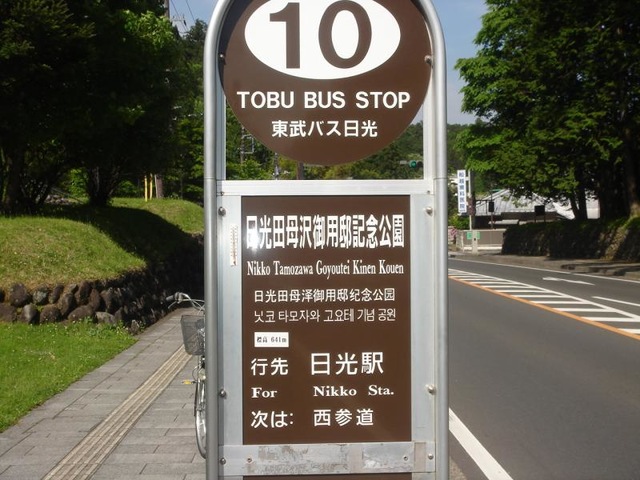 10
TOBU BUS STOP
東武バス日光
日光田母沢御用邸記念公園
Nikko Tamozawa Goyoutei Kinen Kouen
日光田母泽御用邸纪念公园
닛코 타모자와 고요테 기념 공원
標高 641m
行先 日光駅
For Nikko Sta.
次は: 西参道